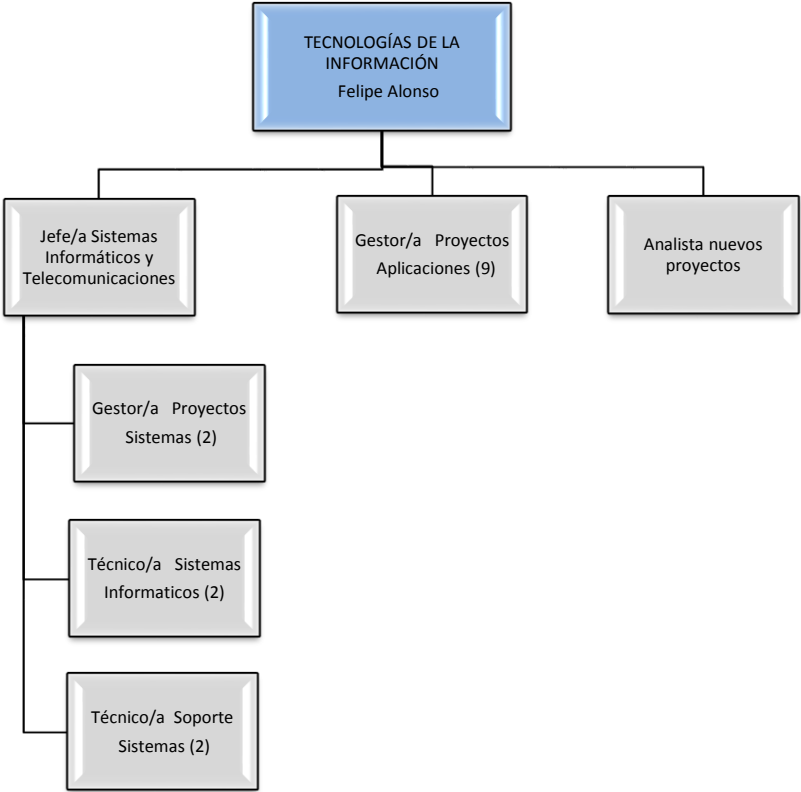 TECNOLOGÍAS DE LA
INFORMACIÓN
Felipe Alonso
Jefe/a Sistemas
Informáticos y
Telecomunicaciones
Gestor/a Proyectos
Aplicaciones (9)
Analista nuevos
proyectos
Gestor/a Proyectos
Sistemas (2)
Técnico/a Sistemas
Informaticos (2)
Técnico/a Soporte
Sistemas (2)